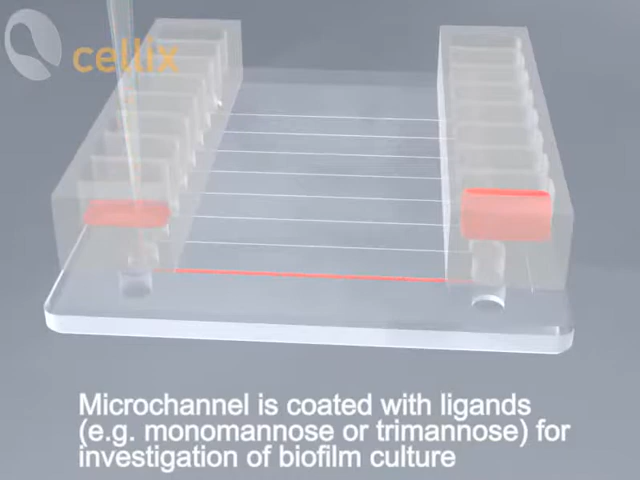 cellix
Microchannel is coated with ligands
(e.g. monomannose or trimannose) for
investigation of biofilm culture